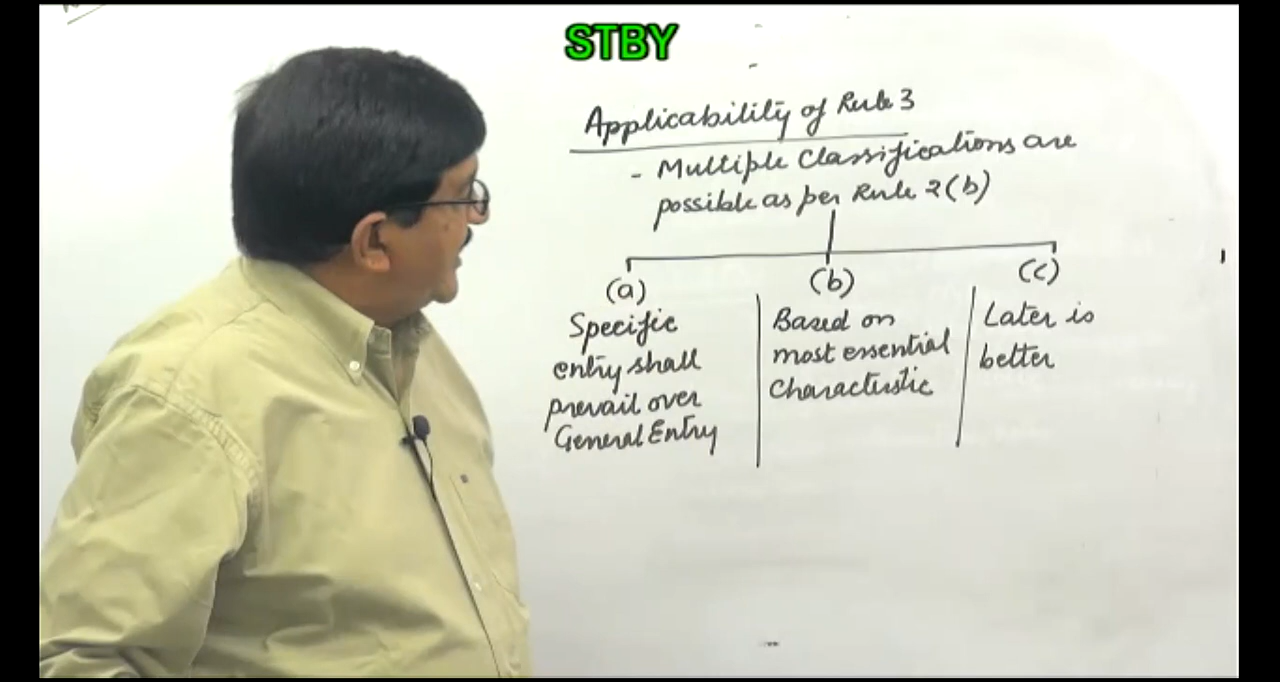 STBY
Applicability of Rule 3
- Multiple Classifications are
possible as per Rule 2(b)
(a)
Specific
entry shall
prevail over
General Entry
(b)
Based on
most essential
Characteristic
(c)
Later is
better